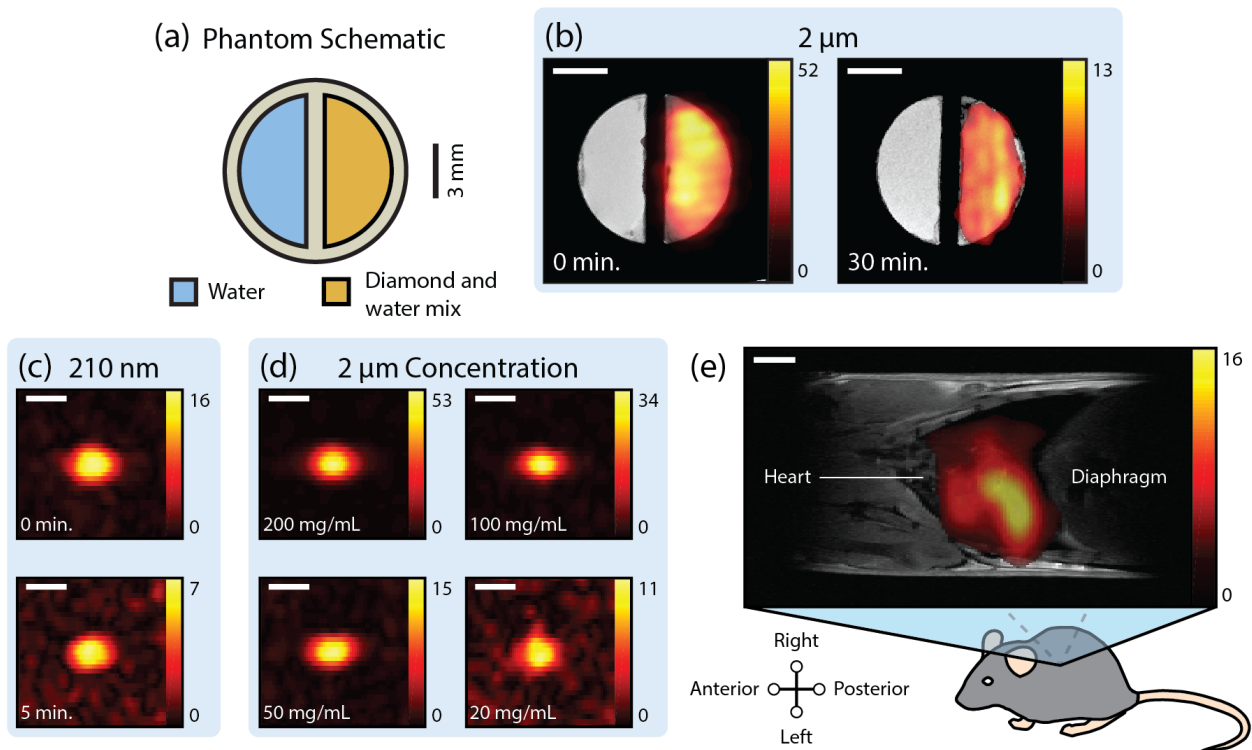 (a) Phantom Schematic
3 mm
Water
Diamond and
water mix
(b) 2 μm
52
0
0 min.
13
0
30 min.
(c) 210 nm
16
0
0 min.
7
0
5 min.
(d) 2 μm Concentration
53
0
200 mg/mL
34
0
100 mg/mL
15
0
50 mg/mL
11
0
20 mg/mL
(e)
16
0
Heart
Diaphragm
Right
Anterior
Posterior
Left